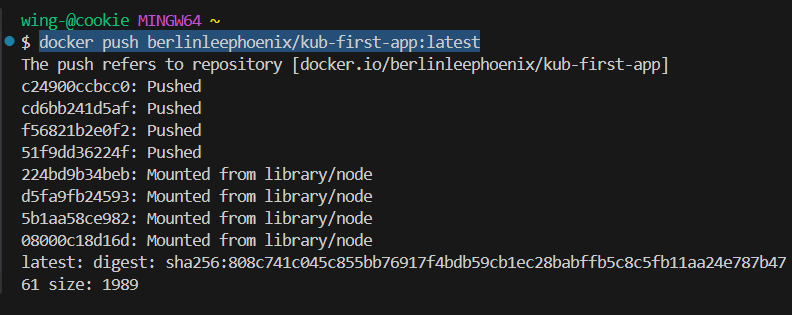 wing-@cookie MINGW64 ~
$ docker push berlinleephoenix/kub-first-app:latest
The push refers to repository [docker.io/berlinleephoenix/kub-first-app]
c24900ccbcc0: Pushed
cd6bb241d5af: Pushed
f56821b2e0f2: Pushed
51f9dd36224f: Pushed
224bd9b34beb: Mounted from library/node
d5fa9fb24593: Mounted from library/node
5b1aa58ce982: Mounted from library/node
08000c18d16d: Mounted from library/node
latest: digest: sha256:808c741c045c855bb76917f4bdb59cb1ec28babffb5c8c5fb11aa24e787b47
61 size: 1989